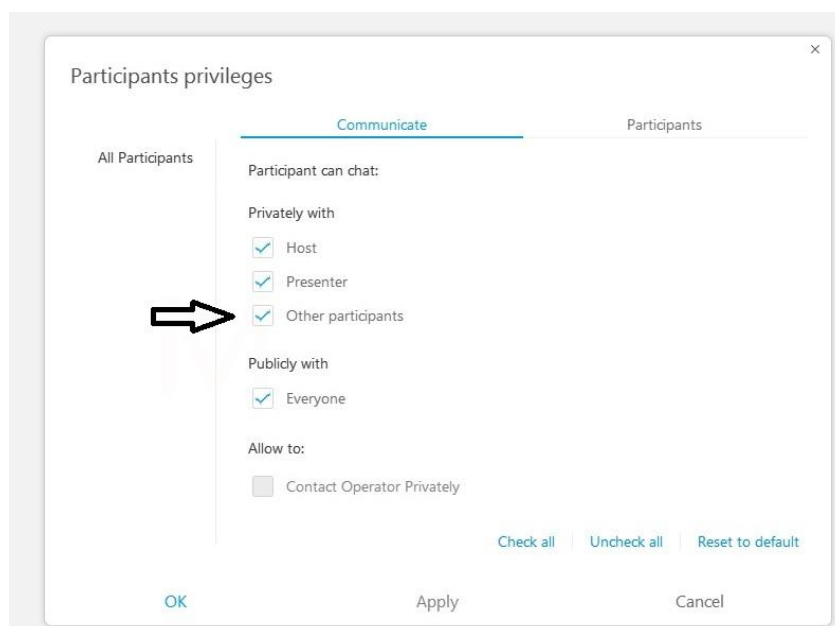 Participants privileges
Communicate Participants
All Participants
Participant can chat:
Privately with
Host
Presenter
Other participants
Publicly with
Everyone
Allow to:
Contact Operator Privately
Check all Uncheck all Reset to default
OK Apply Cancel